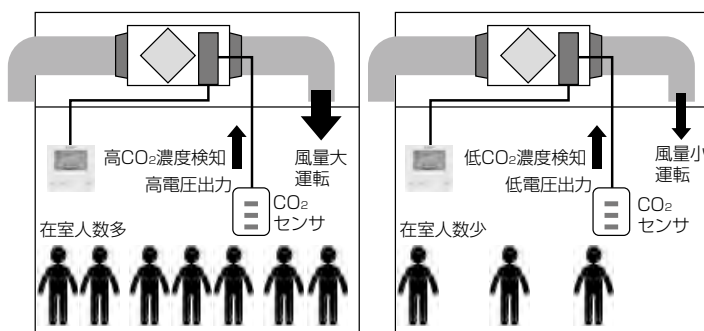 高CO₂濃度検知
高電圧出力
風量大
運転
CO₂
センサ
在室人数多
低CO₂濃度検知
低電圧出力
風量小
運転
CO₂
センサ
在室人数少